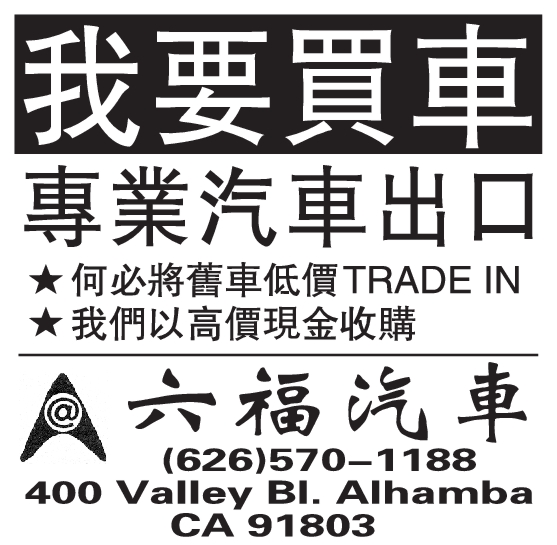 我要買車
專業汽車出口
★ 何必將舊車低價TRADE IN
★ 我們以高價現金收購
@
六福汽車
(626)570-1188
400 Valley Bl. Alhamba
CA 91803